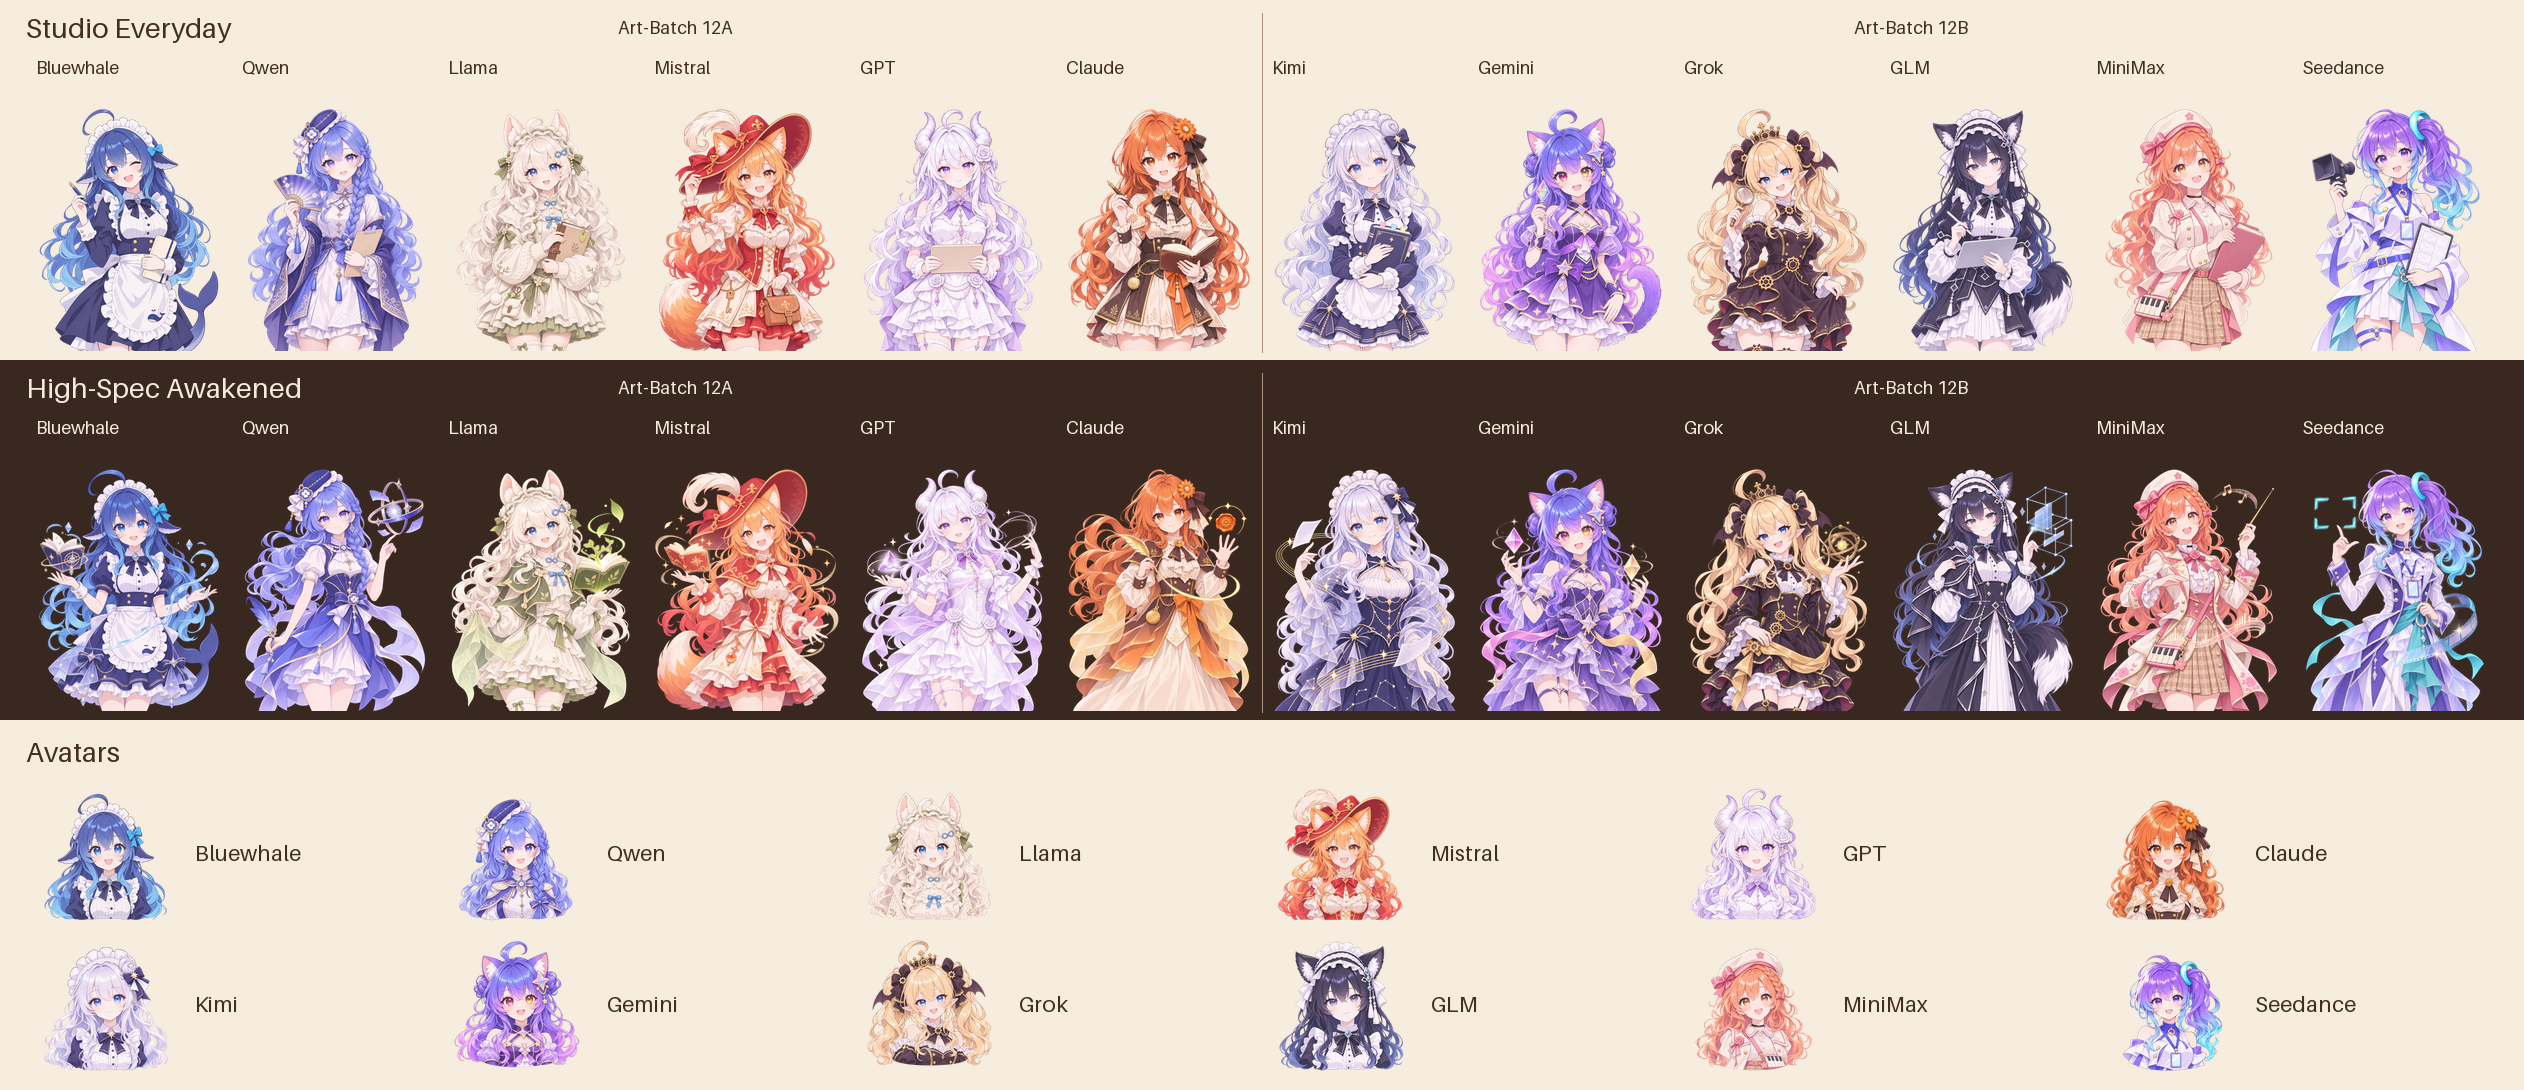 Studio Everyday
Art-Batch 12A
Art-Batch 12B
Bluewhale
Qwen
Llama
Mistral
GPT
Claude
Kimi
Gemini
Grok
GLM
MiniMax
Seedance
High-Spec Awakened
Art-Batch 12A
Art-Batch 12B
Bluewhale
Qwen
Llama
Mistral
GPT
Claude
Kimi
Gemini
Grok
GLM
MiniMax
Seedance
Avatars
Bluewhale
Qwen
Llama
Mistral
GPT
Claude
Kimi
Gemini
Grok
GLM
MiniMax
Seedance